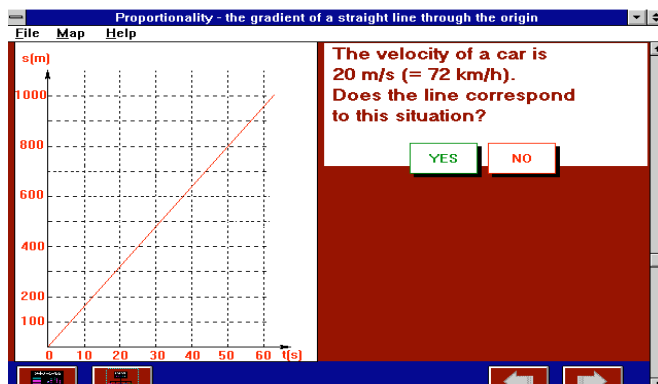 Proportionality - the gradient of a straight line through the origin
File Map Help
s(m)
1000
800
600
400
200
100
0 10 20 30 40 50 60 t(s)
The velocity of a car is
20 m/s (= 72 km/h).
Does the line correspond
to this situation?
YES NO